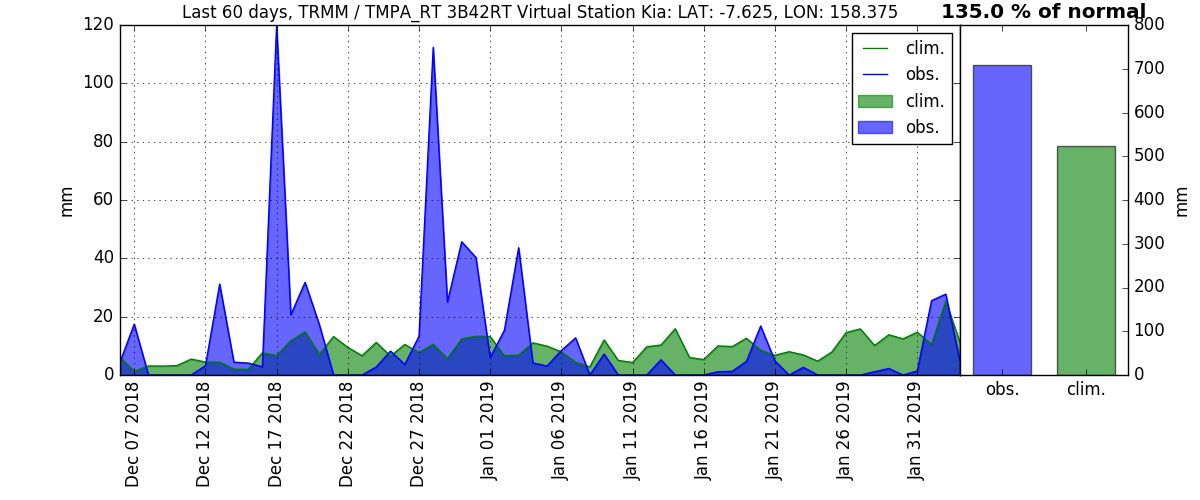 Last 60 days, TRMM / TMPA_RT 3B42RT Virtual Station Kia: LAT: -7.625, LON: 158.375
135.0 % of normal
120
100
80
60
40
20
0
mm
clim.
obs.
clim.
obs.
800
700
600
500
400
300
200
100
0
mm
obs.
clim.
Dec 07 2018
Dec 12 2018
Dec 17 2018
Dec 22 2018
Dec 27 2018
Jan 01 2019
Jan 06 2019
Jan 11 2019
Jan 16 2019
Jan 21 2019
Jan 26 2019
Jan 31 2019